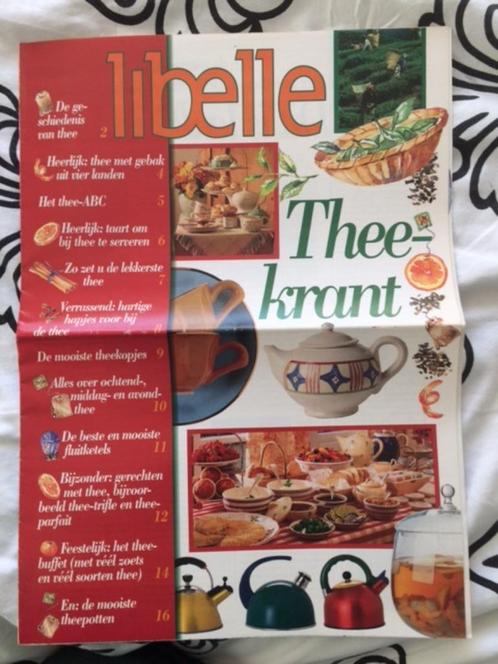 libelle
Thee-
krant
De ge-
schiedenis
van thee 2
Heerlijk: thee met gebak
uit vier landen 4
Het thee-ABC 5
Heerlijk: taart om
bij thee te serveren 6
Zo zet u de lekkerste
thee 7
Verrassend: hartige
hapjes voor bij
de thee 8
De mooiste theekopjes 9
Alles over ochtend-,
middag- en avond-
thee 10
De beste en mooiste
fluitketels 11
Bijzonder: gerechten
met thee, bijvoor-
beeld thee-trifle en thee-
parfait 12
Feestelijk: het thee-
buffet (met véél zoets
en véél soorten thee) 14
En: de mooiste
theepotten 16